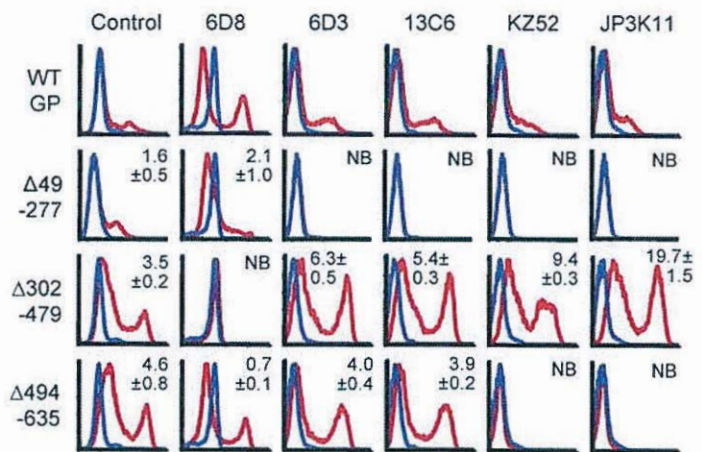 Control 6D8 6D3 13C6 KZ52 JP3K11
WT
GP
Δ49
-277
1.6
±0.5
2.1
±1.0
NB
NB
NB
NB
Δ302
-479
3.5
±0.2
NB
6.3±
0.5
5.4±
0.3
9.4
±0.3
19.7±
1.5
Δ494
-635
4.6
±0.8
0.7
±0.1
4.0
±0.4
3.9
±0.2
NB
NB